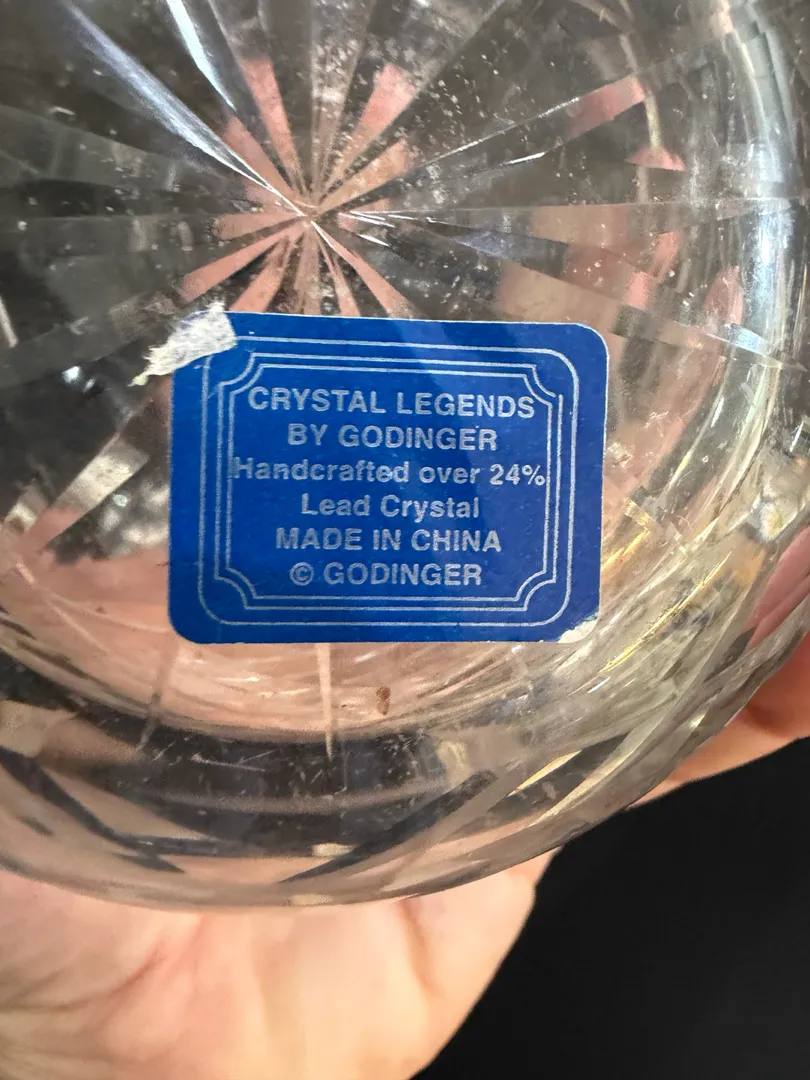 CRYSTAL LEGENDS
BY GODINGER
Handcrafted over 24%
Lead Crystal
MADE IN CHINA
© GODINGER